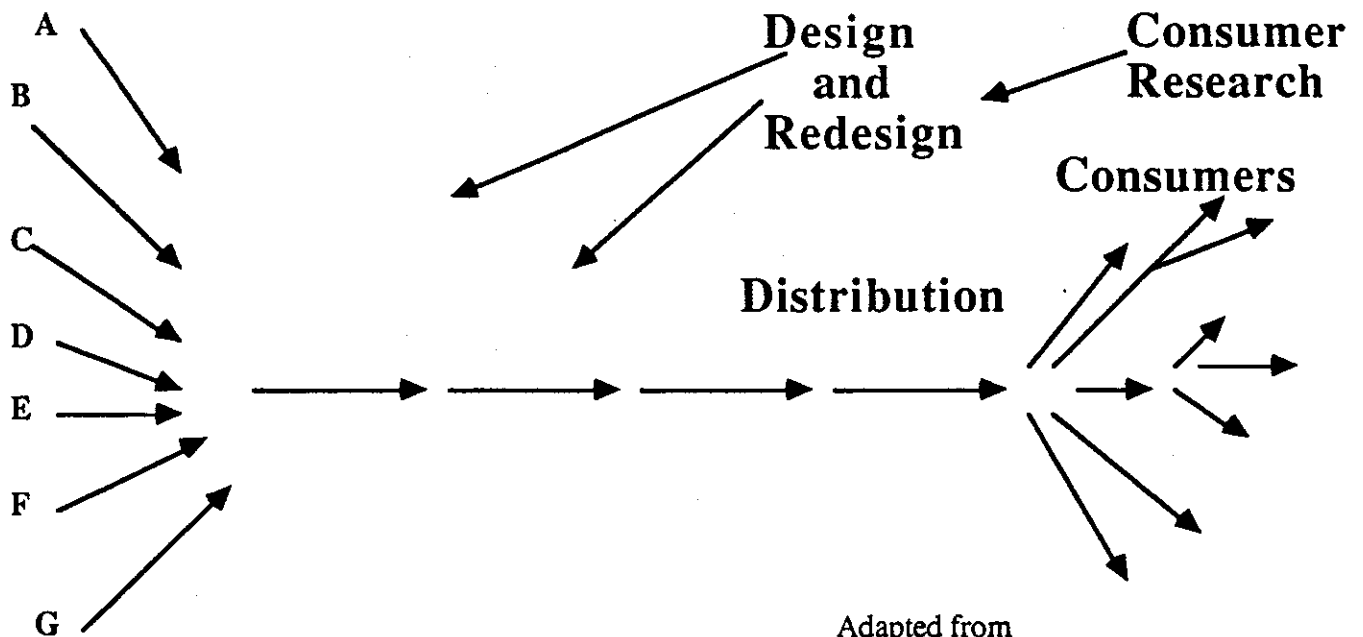 A
B
C
D
E
F
G
Design
and
Redesign
Consumer
Research
Consumers
Distribution
Adapted from